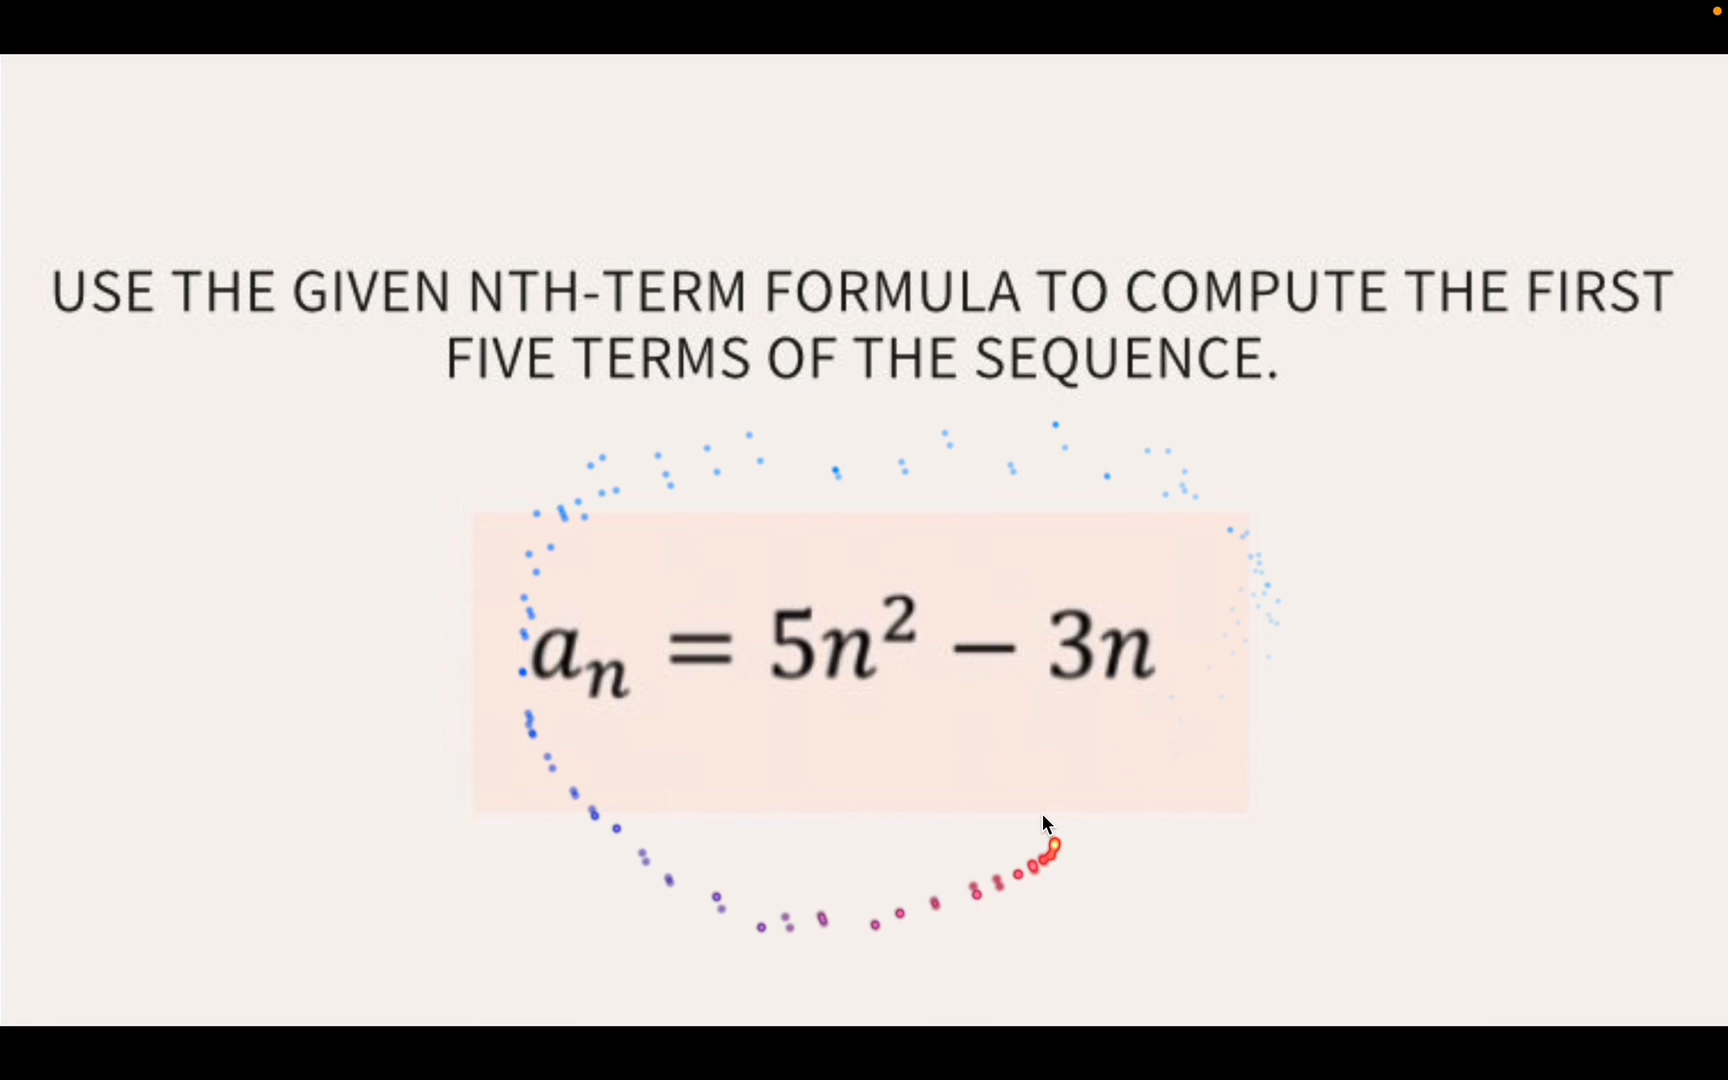 USE THE GIVEN NTH-TERM FORMULA TO COMPUTE THE FIRST
FIVE TERMS OF THE SEQUENCE.
aₙ = 5n² − 3n